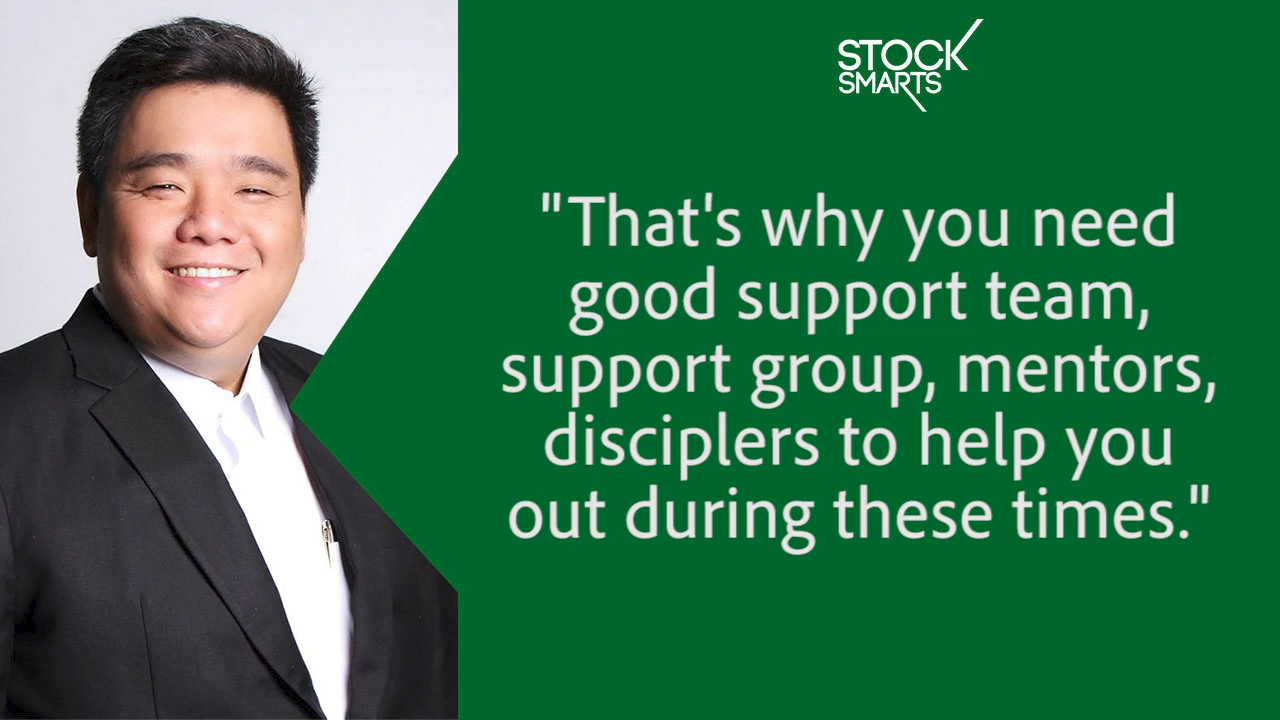 STOCK
SMARTS
"That's why you need
good support team,
support group, mentors,
disciplers to help you
out during these times."